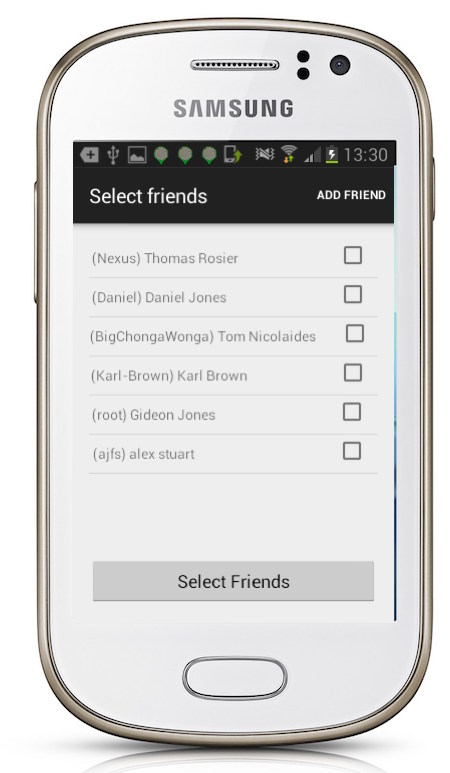 SAMSUNG
13:30
Select friends
ADD FRIEND
(Nexus) Thomas Rosier
(Daniel) Daniel Jones
(BigChongaWonga) Tom Nicolaides
(Karl-Brown) Karl Brown
(root) Gideon Jones
(ajfs) alex stuart
Select Friends